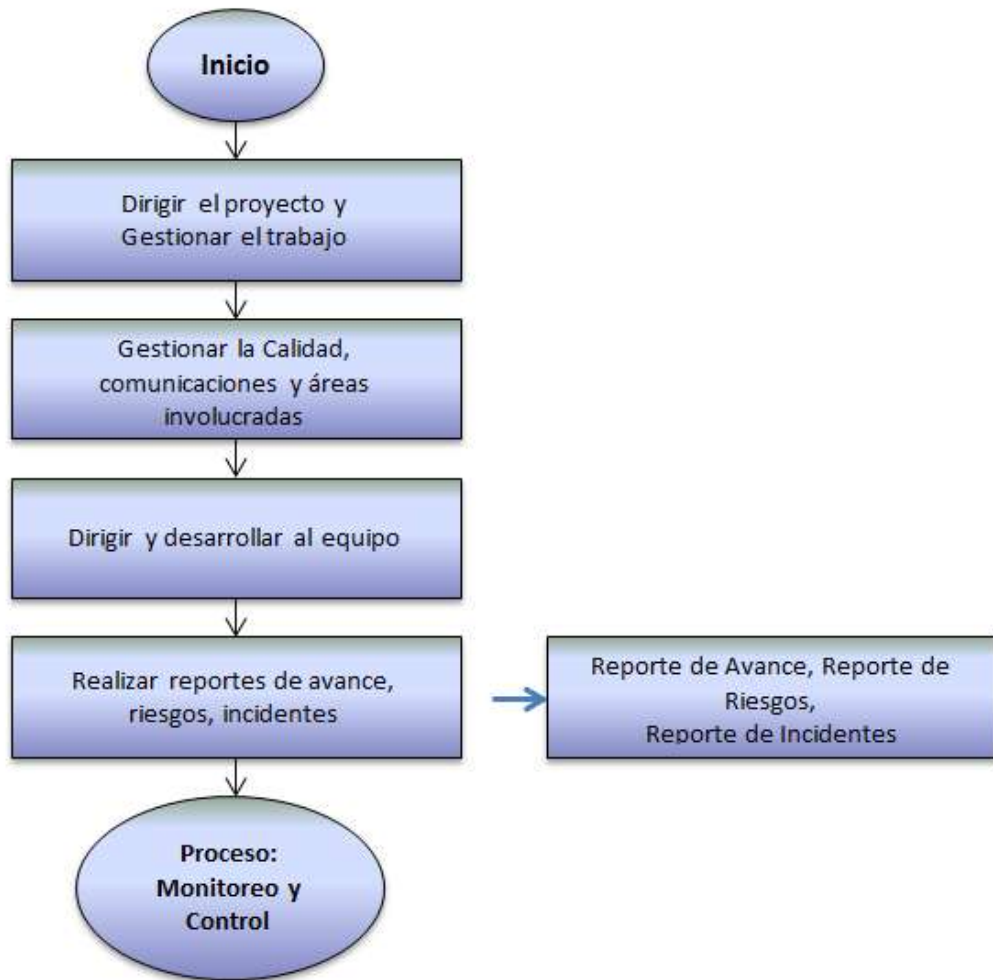 Inicio
Dirigir el proyecto y
Gestionar el trabajo
Gestionar la Calidad,
comunicaciones y áreas
involucradas
Dirigir y desarrollar al equipo
Realizar reportes de avance,
riesgos, incidentes
Reporte de Avance, Reporte de
Riesgos,
Reporte de Incidentes
Proceso:
Monitoreo y
Control